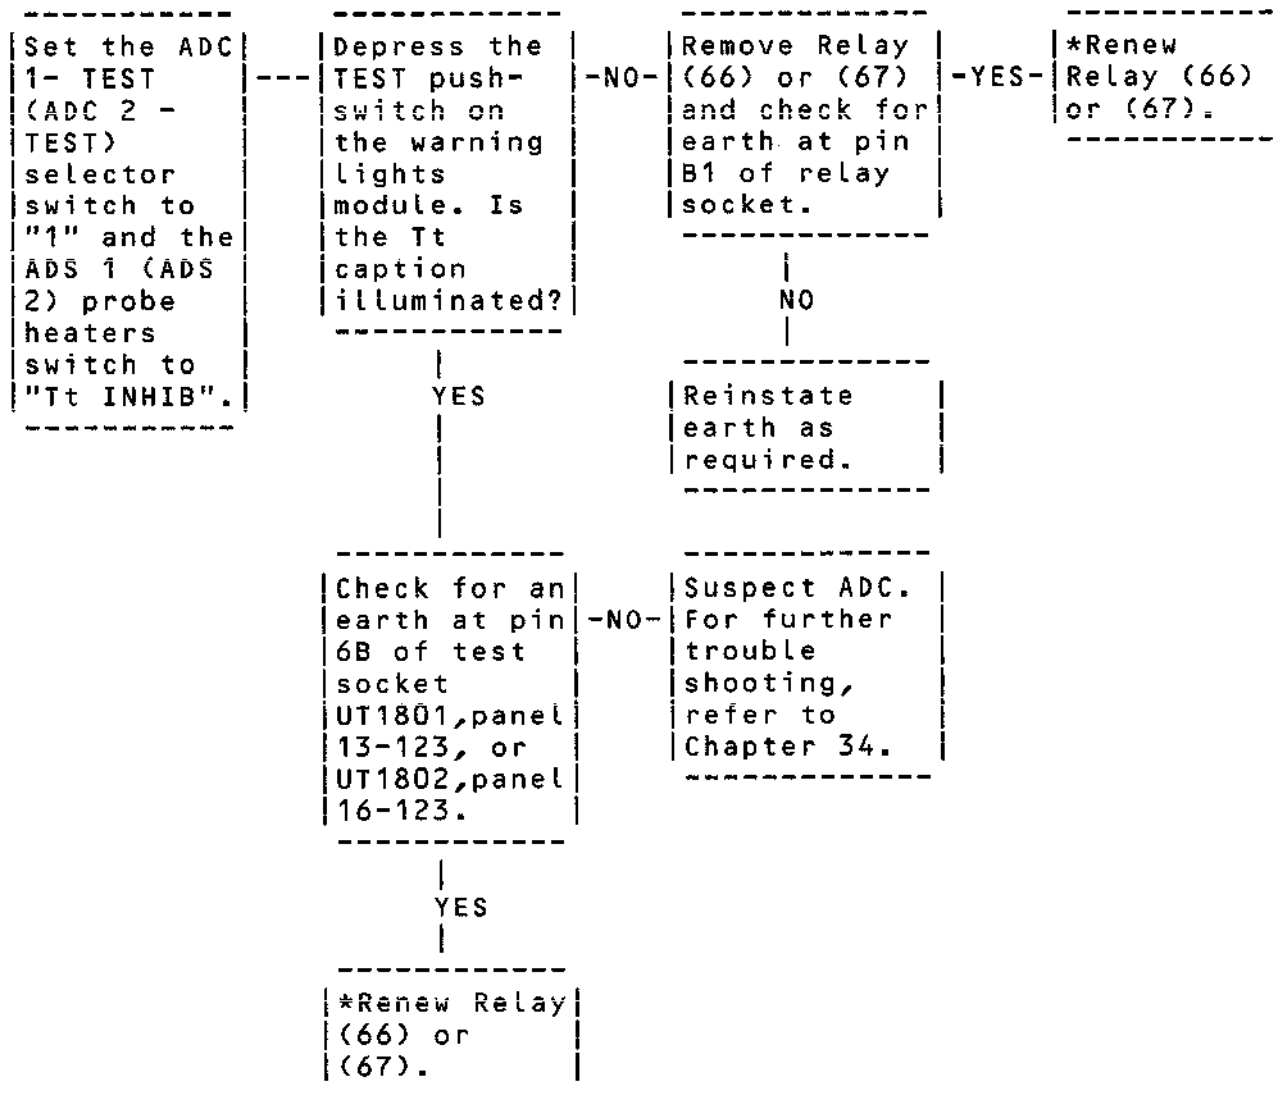 Set the ADC
1- TEST
(ADC 2 -
TEST)
selector
switch to
"1" and the
ADS 1 (ADS
2) probe
heaters
switch to
"Tt INHIB".
Depress the
TEST push-
switch on
the warning
lights
module. Is
the Tt
caption
illuminated?
-NO-
Remove Relay
(66) or (67)
and check for
earth at pin
B1 of relay
socket.
-YES-
*Renew
Relay (66)
or (67).
NO
Reinstate
earth as
required.
YES
Check for an
earth at pin
6B of test
socket
UT1801,panel
13-123, or
UT1802,panel
16-123.
-NO-
Suspect ADC.
For further
trouble
shooting,
refer to
Chapter 34.
YES
*Renew Relay
(66) or
(67).